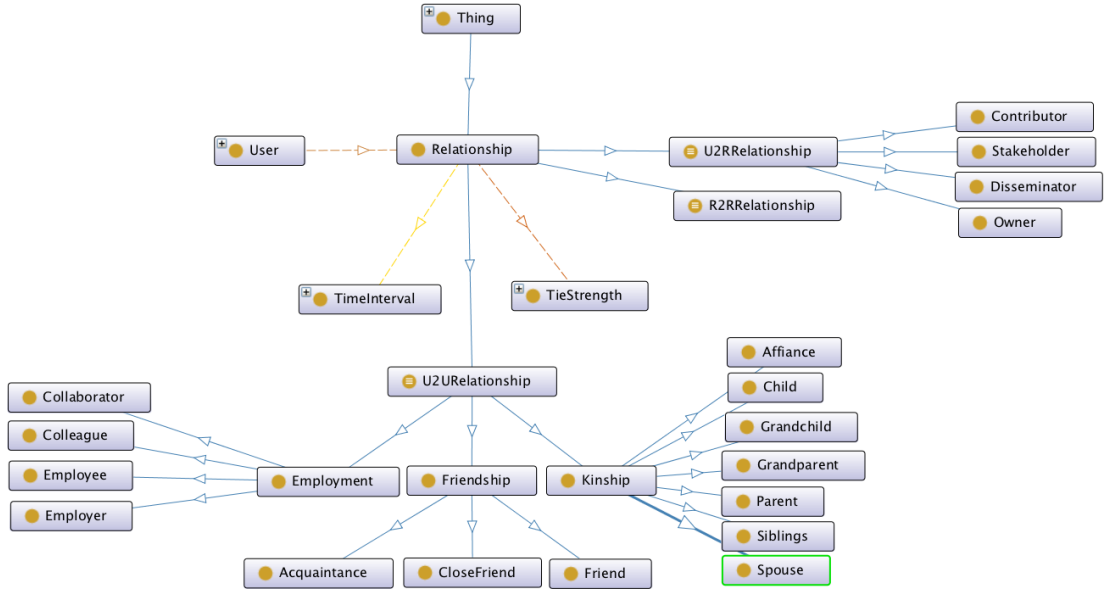 Thing
User
Relationship
U2RRelationship
R2RRelationship
Contributor
Stakeholder
Disseminator
Owner
TimeInterval
TieStrength
U2URelationship
Collaborator
Colleague
Employee
Employer
Employment
Friendship
Kinship
Affiance
Child
Grandchild
Grandparent
Parent
Siblings
Spouse
Acquaintance
CloseFriend
Friend